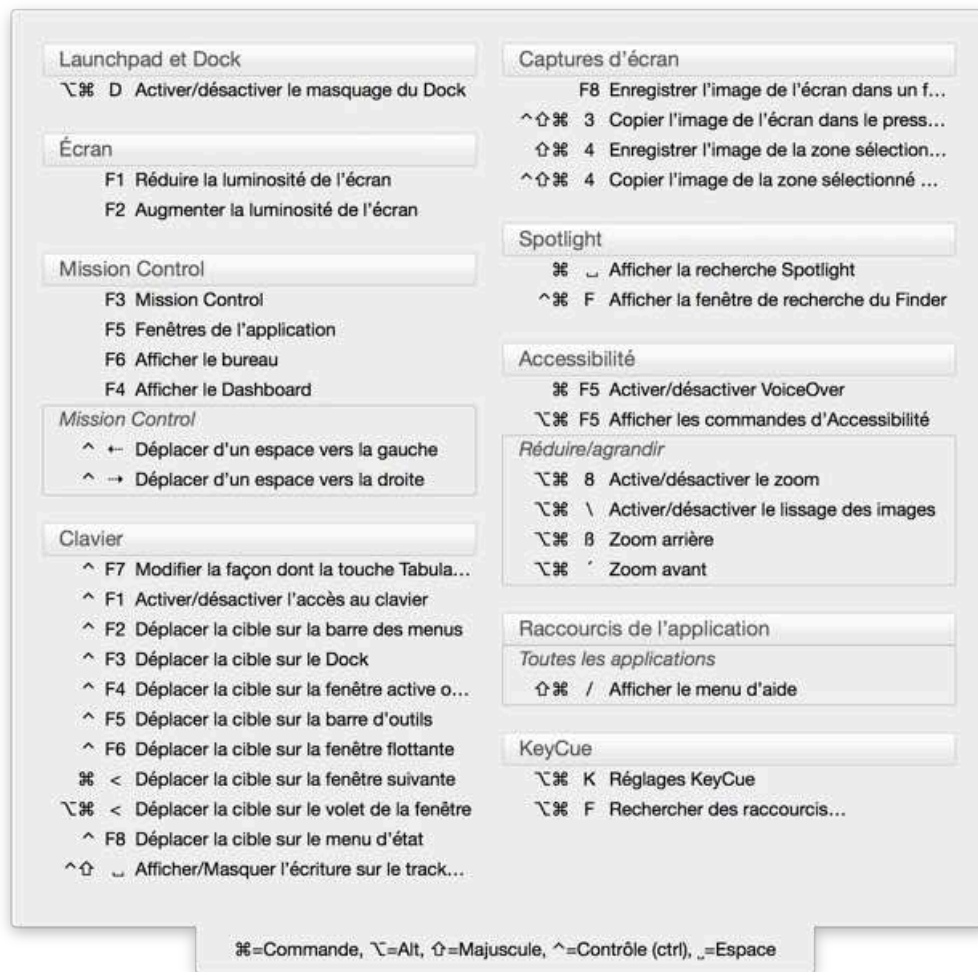 Launchpad et Dock
⌥⌘ D Activer/désactiver le masquage du Dock
Écran
F1 Réduire la luminosité de l'écran
F2 Augmenter la luminosité de l'écran
Mission Control
F3 Mission Control
F5 Fenêtres de l'application
F6 Afficher le bureau
F4 Afficher le Dashboard
Mission Control
^ ← Déplacer d'un espace vers la gauche
^ → Déplacer d'un espace vers la droite
Clavier
^ F7 Modifier la façon dont la touche Tabula…
^ F1 Activer/désactiver l'accès au clavier
^ F2 Déplacer la cible sur la barre des menus
^ F3 Déplacer la cible sur le Dock
^ F4 Déplacer la cible sur la fenêtre active o…
^ F5 Déplacer la cible sur la barre d'outils
^ F6 Déplacer la cible sur la fenêtre flottante
⌘ < Déplacer la cible sur la fenêtre suivante
⌥⌘ < Déplacer la cible sur le volet de la fenêtre
^ F8 Déplacer la cible sur le menu d'état
^⇧ ␣ Afficher/Masquer l'écriture sur le track…
Captures d'écran
F8 Enregistrer l'image de l'écran dans un f…
^⇧⌘ 3 Copier l'image de l'écran dans le press…
⇧⌘ 4 Enregistrer l'image de la zone sélection…
^⇧⌘ 4 Copier l'image de la zone sélectionné …
Spotlight
⌘ ␣ Afficher la recherche Spotlight
^⌘ F Afficher la fenêtre de recherche du Finder
Accessibilité
⌘ F5 Activer/désactiver VoiceOver
⌥⌘ F5 Afficher les commandes d'Accessibilité
Réduire/agrandir
⌥⌘ 8 Active/désactiver le zoom
⌥⌘ \ Activer/désactiver le lissage des images
⌥⌘ ß Zoom arrière
⌥⌘ ´ Zoom avant
Raccourcis de l'application
Toutes les applications
⇧⌘ / Afficher le menu d'aide
KeyCue
⌥⌘ K Réglages KeyCue
⌥⌘ F Rechercher des raccourcis…
⌘=Commande, ⌥=Alt, ⇧=Majuscule, ^=Contrôle (ctrl), ␣=Espace